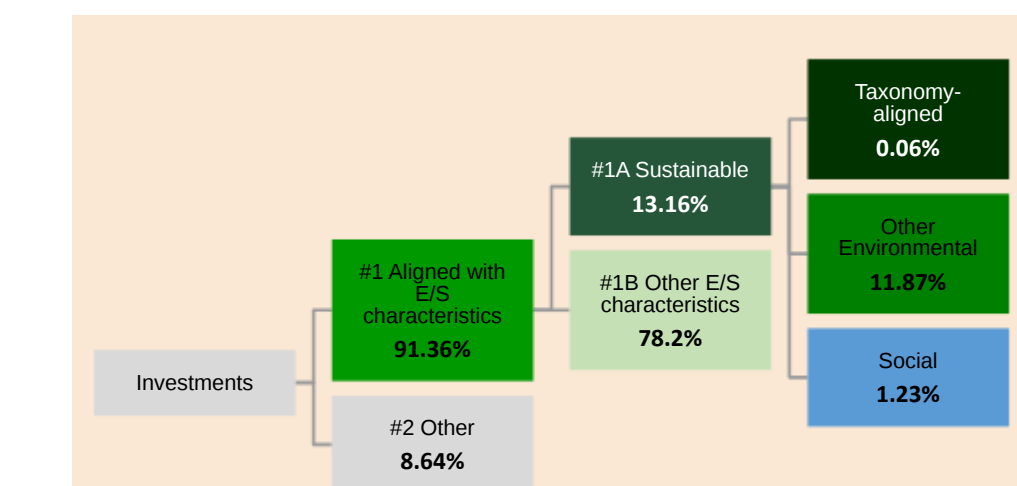 Investments
#1 Aligned with
E/S
characteristics
91.36%
#2 Other
8.64%
#1A Sustainable
13.16%
#1B Other E/S
characteristics
78.2%
Taxonomy-
aligned
0.06%
Other
Environmental
11.87%
Social
1.23%